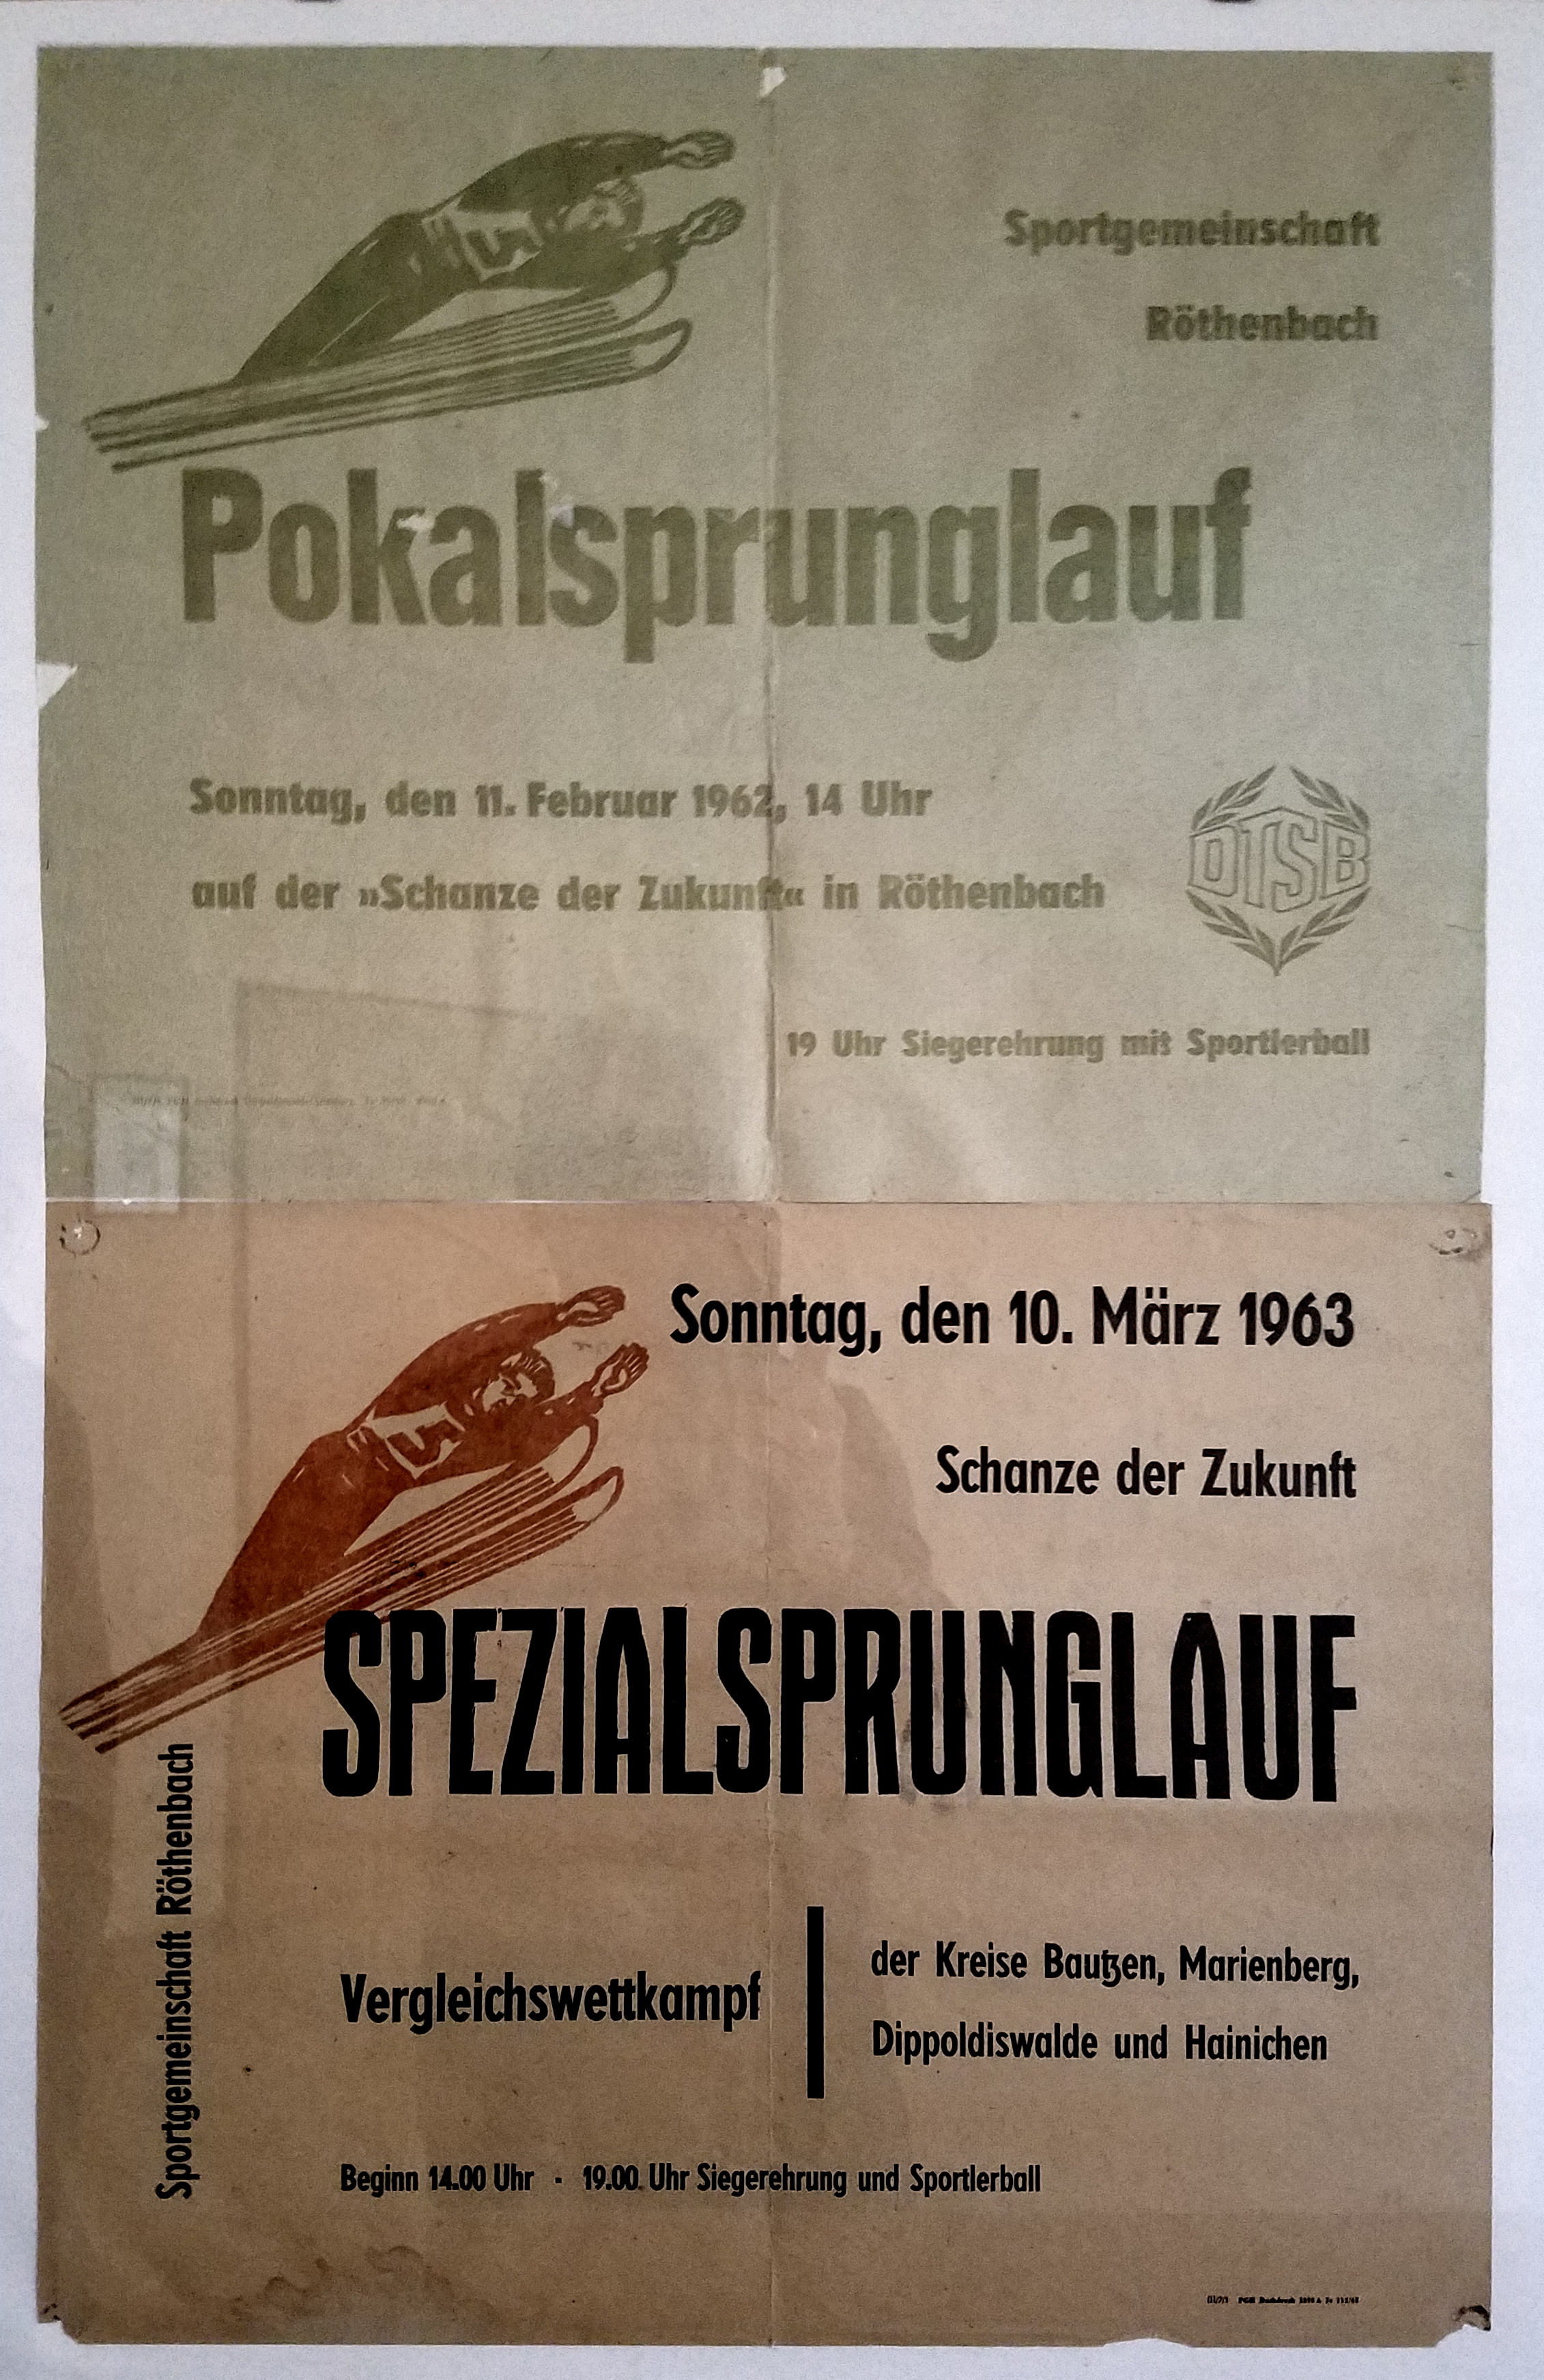 Sportgemeinschaft
Röthenbach
Pokalsprunglauf
Sonntag, den 11. Februar 1962, 14 Uhr
auf der »Schanze der Zukunft« in Röthenbach
DTSB
19 Uhr Siegerehrung mit Sportlerball
Sonntag, den 10. März 1963
Schanze der Zukunft
SPEZIALSPRUNGLAUF
Sportgemeinschaft Röthenbach
Vergleichswettkampf
der Kreise Bautzen, Marienberg,
Dippoldiswalde und Hainichen
Beginn 14.00 Uhr · 19.00 Uhr Siegerehrung und Sportlerball